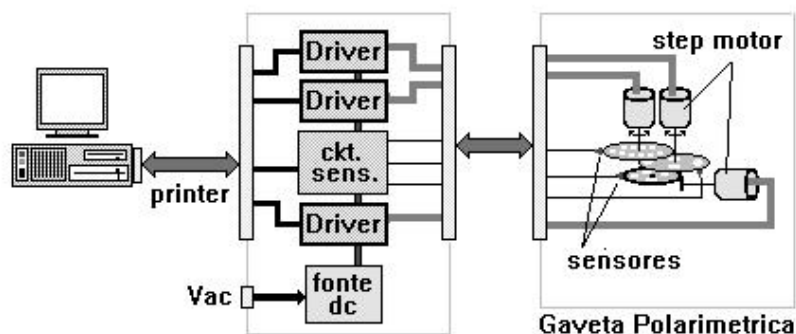 printer
Vac
Driver
Driver
ckt.
sens.
Driver
fonte
dc
step motor
sensores
Gaveta Polarimetrica